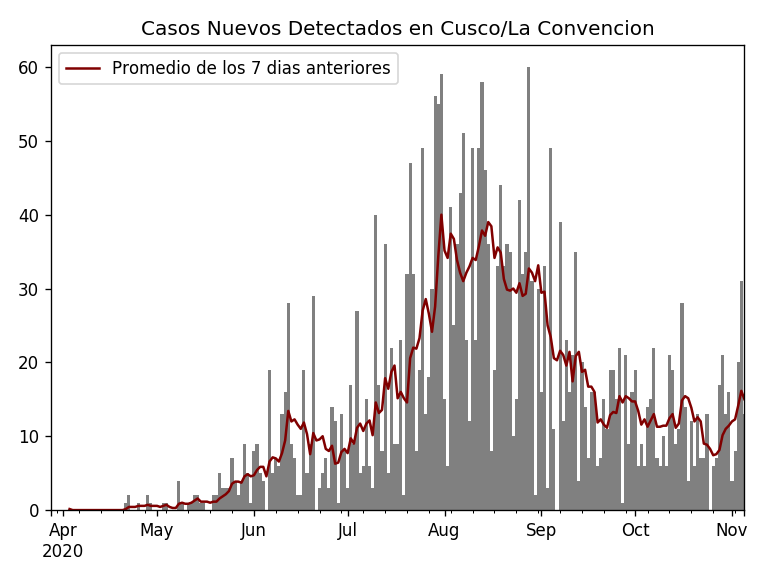 Casos Nuevos Detectados en Cusco/La Convencion
Promedio de los 7 dias anteriores
60
50
40
30
20
10
0
Apr May Jun Jul Aug Sep Oct Nov
2020